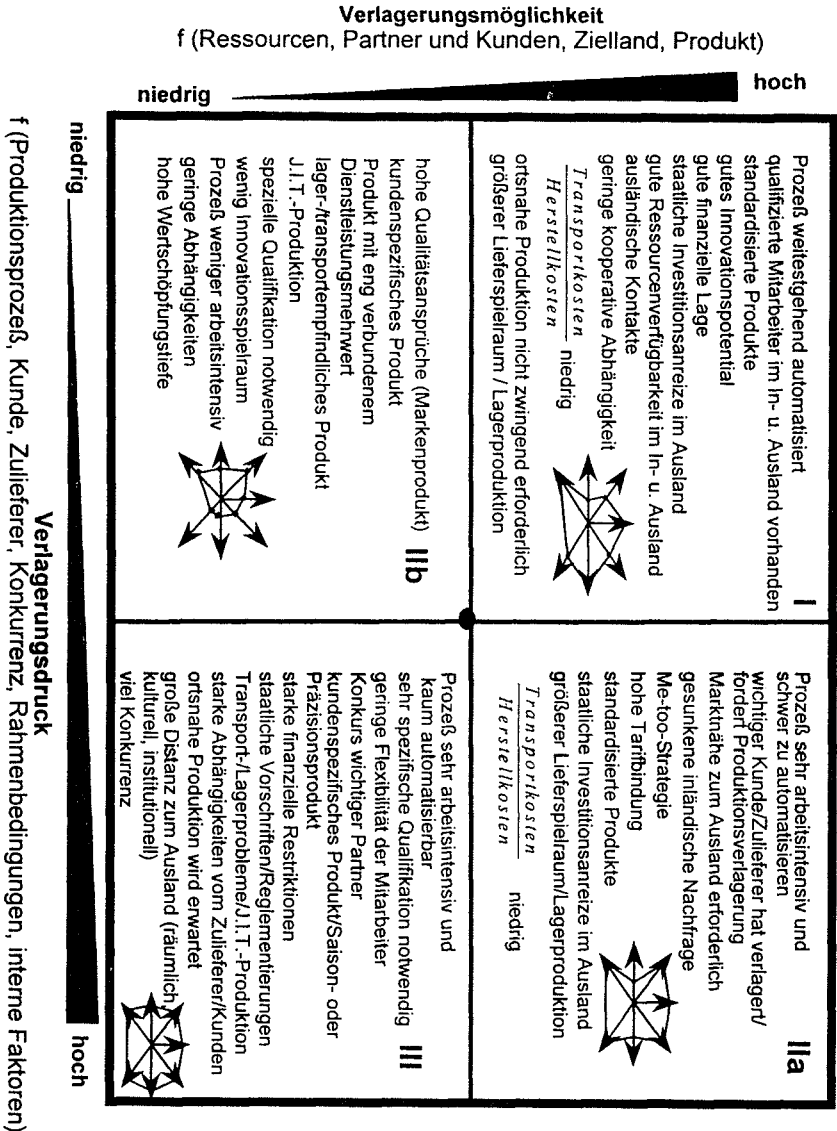 Verlagerungsmöglichkeit
f (Ressourcen, Partner und Kunden, Zielland, Produkt)
niedrig
hoch
I
Prozeß weitestgehend automatisiert
qualifizierte Mitarbeiter im In- u. Ausland vorhanden
standardisierte Produkte
gutes Innovationspotential
gute finanzielle Lage
staatliche Investitionsanreize im Ausland
gute Ressourcenverfügbarkeit im In- u. Ausland
ausländische Kontakte
geringe kooperative Abhängigkeit
Transportkosten
Herstellkosten
niedrig
ortsnahe Produktion nicht zwingend erforderlich
größerer Lieferspielraum / Lagerproduktion
IIa
Prozeß sehr arbeitsintensiv und
schwer zu automatisieren
wichtiger Kunde/Zulieferer hat verlagert/
fordert Produktionsverlagerung
Marktnähe zum Ausland erforderlich
gesunkene inländische Nachfrage
Me-too-Strategie
hohe Tarifbindung
standardisierte Produkte
staatliche Investitionsanreize im Ausland
größerer Lieferspielraum/Lagerproduktion
Transportkosten
Herstellkosten
niedrig
IIb
hohe Qualitätsansprüche (Markenprodukt)
kundenspezifisches Produkt
Produkt mit eng verbundenem
Dienstleistungsmehrwert
lager-/transportempfindliches Produkt
J.I.T.-Produktion
spezielle Qualifikation notwendig
wenig Innovationsspielraum
Prozeß weniger arbeitsintensiv
geringe Abhängigkeiten
hohe Wertschöpfungstiefe
III
Prozeß sehr arbeitsintensiv und
kaum automatisierbar
sehr spezifische Qualifikation notwendig
geringe Flexibilität der Mitarbeiter
Konkurs wichtiger Partner
kundenspezifisches Produkt/Saison- oder
Präzisionsprodukt
starke finanzielle Restriktionen
staatliche Vorschriften/Reglementierungen
Transport-/Lagerprobleme/J.I.T.-Produktion
starke Abhängigkeiten vom Zulieferer/Kunden
ortsnahe Produktion wird erwartet
große Distanz zum Ausland (räumlich,
kulturell, institutionell)
viel Konkurrenz
niedrig
hoch
Verlagerungsdruck
f (Produktionsprozeß, Kunde, Zulieferer, Konkurrenz, Rahmenbedingungen, interne Faktoren)